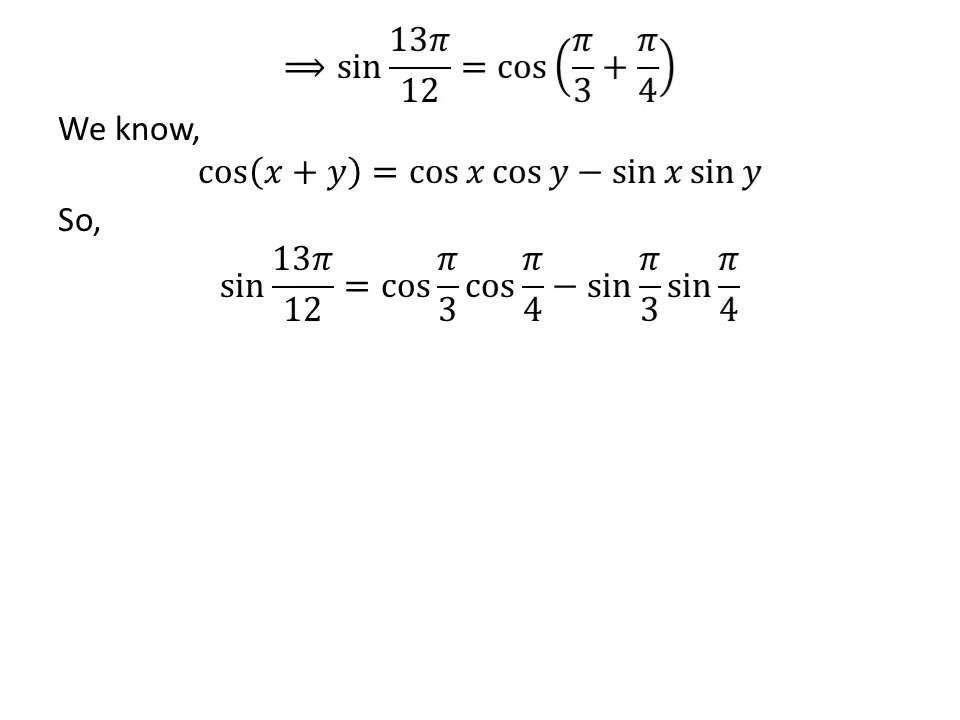 ⟹ sin 13π/12 = cos (π/3 + π/4)
We know,
cos(x + y) = cos x cos y − sin x sin y
So,
sin 13π/12 = cos π/3 cos π/4 − sin π/3 sin π/4